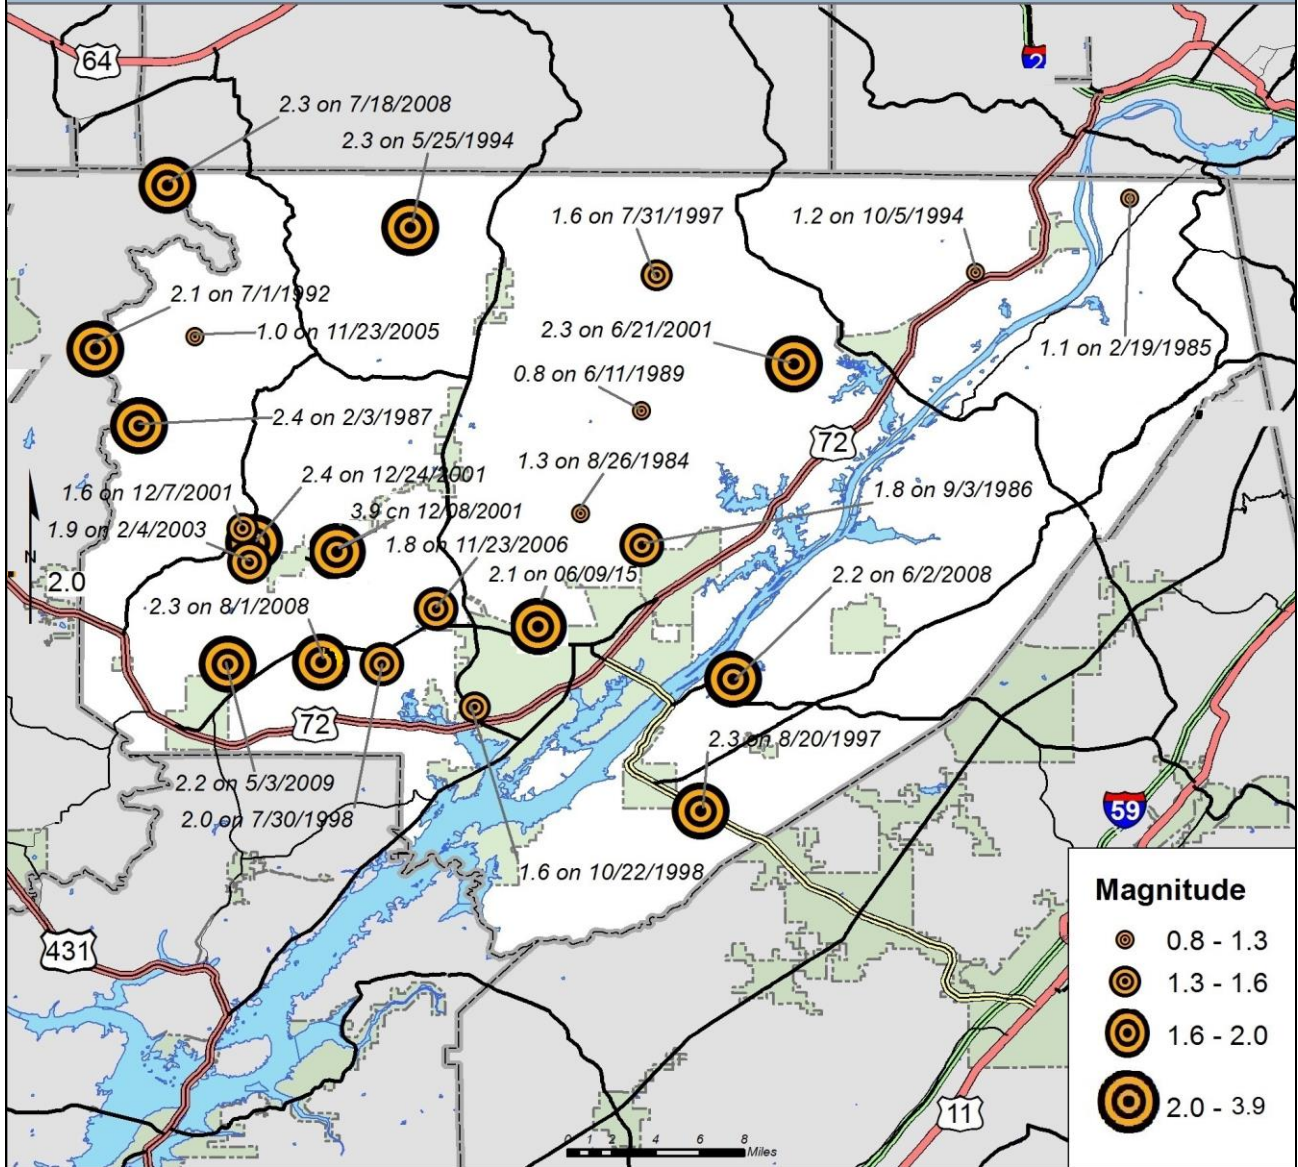 64
2
2.3 on 7/18/2008
2.3 on 5/25/1994
1.6 on 7/31/1997
1.2 on 10/5/1994
2.1 on 7/1/1992
1.0 on 11/23/2005
2.3 on 6/21/2001
1.1 on 2/19/1985
0.8 on 6/11/1989
2.4 on 2/3/1987
72
1.3 on 8/26/1984
2.4 on 12/24/2001
1.6 on 12/7/2001
1.8 on 9/3/1986
3.9 cn 12/08/2001
1.9 on 2/4/2003
1.8 on 11/23/2006
N
2.0
2.1 on 06/09/15
2.2 on 6/2/2008
2.3 on 8/1/2008
72
2.3 on 8/20/1997
2.2 on 5/3/2009
2.0 on 7/30/1998
59
1.6 on 10/22/1998
Magnitude
0.8 - 1.3
431
1.3 - 1.6
1.6 - 2.0
2.0 - 3.9
11
0 1 2 4 6 8
Miles